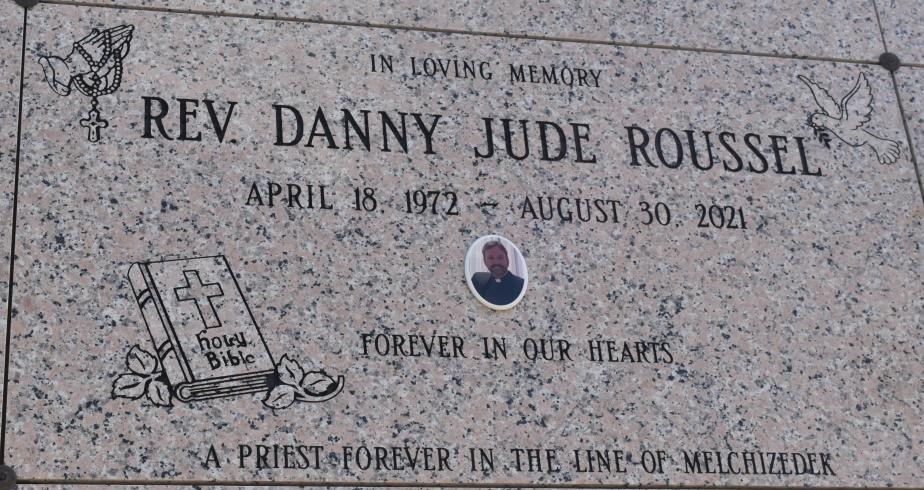 IN LOVING MEMORY
REV. DANNY JUDE ROUSSEL
APRIL 18, 1972 – AUGUST 30, 2021
Holy Bible
FOREVER IN OUR HEARTS
A PRIEST FOREVER IN THE LINE OF MELCHIZEDEK